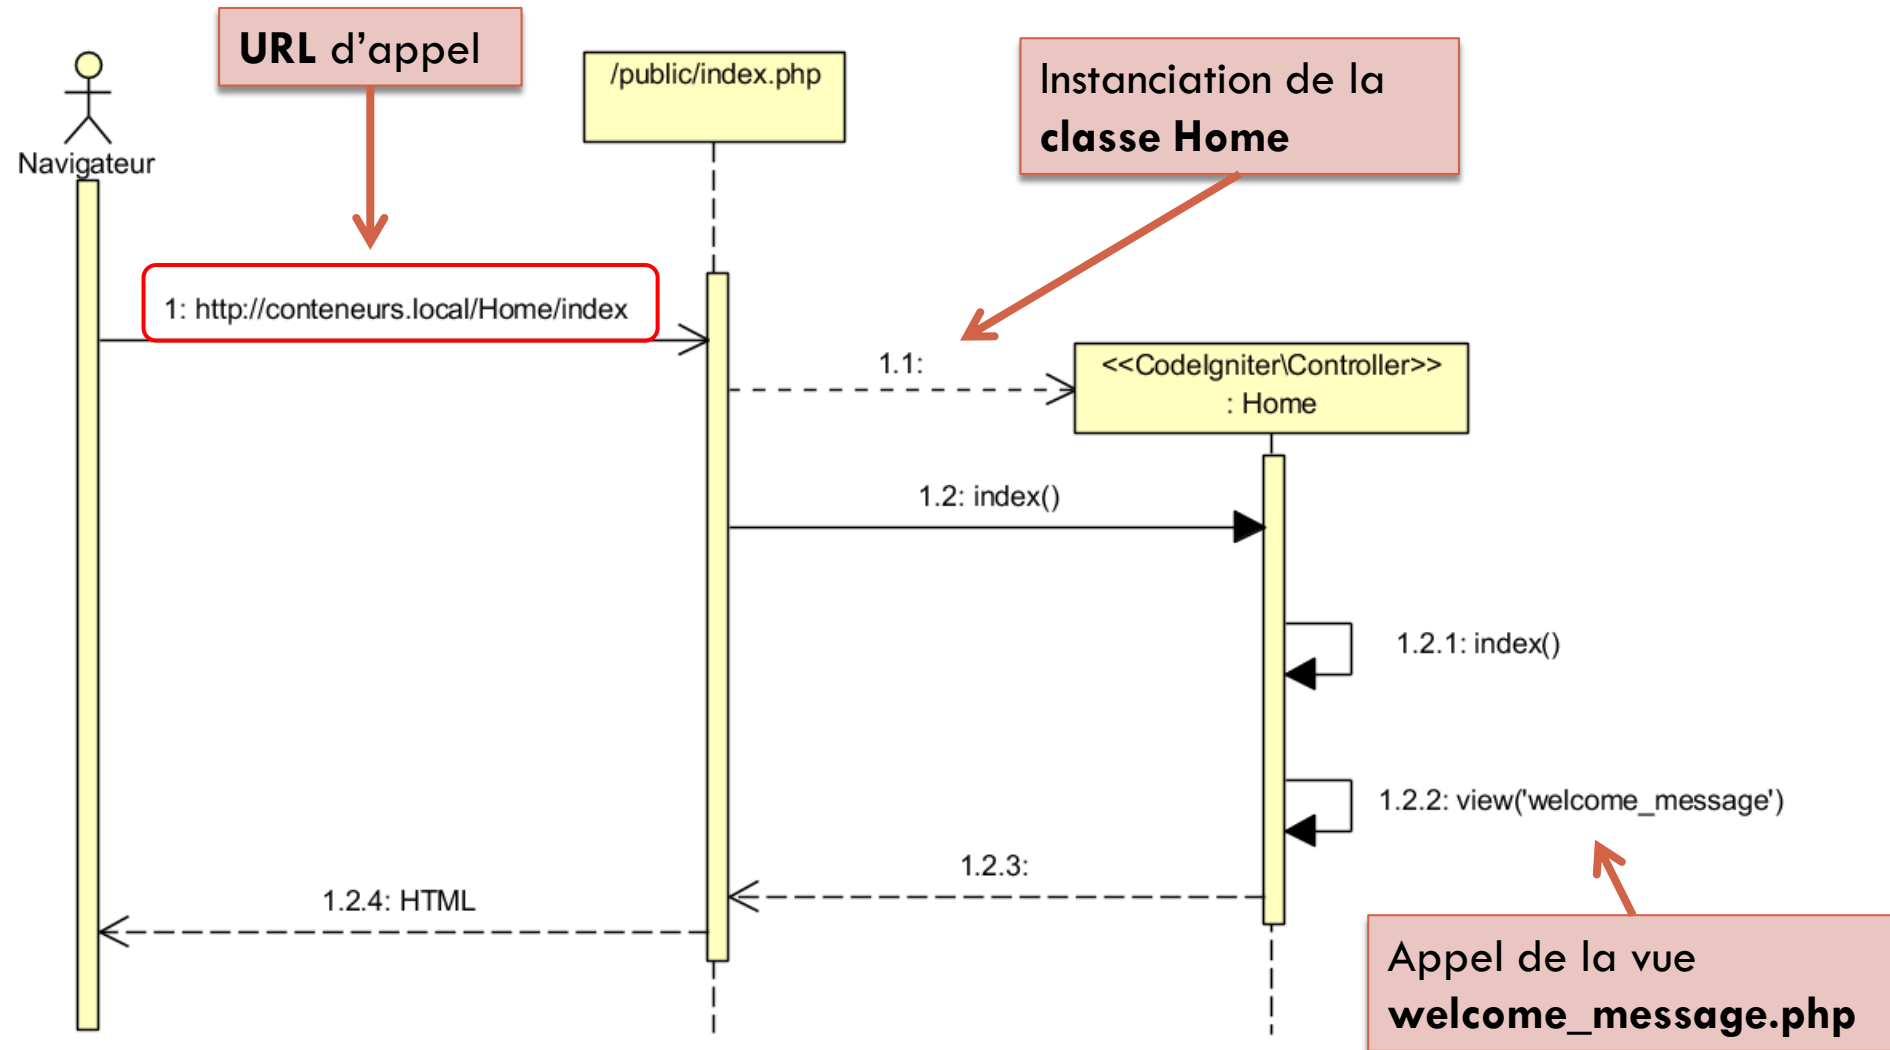 URL d'appel
/public/index.php
Instanciation de la
classe Home
Navigateur
1: http://conteneurs.local/Home/index
1.1:
<<CodeIgniter\Controller>>
: Home
1.2: index()
1.2.1: index()
1.2.2: view('welcome_message')
1.2.3:
1.2.4: HTML
Appel de la vue
welcome_message.php